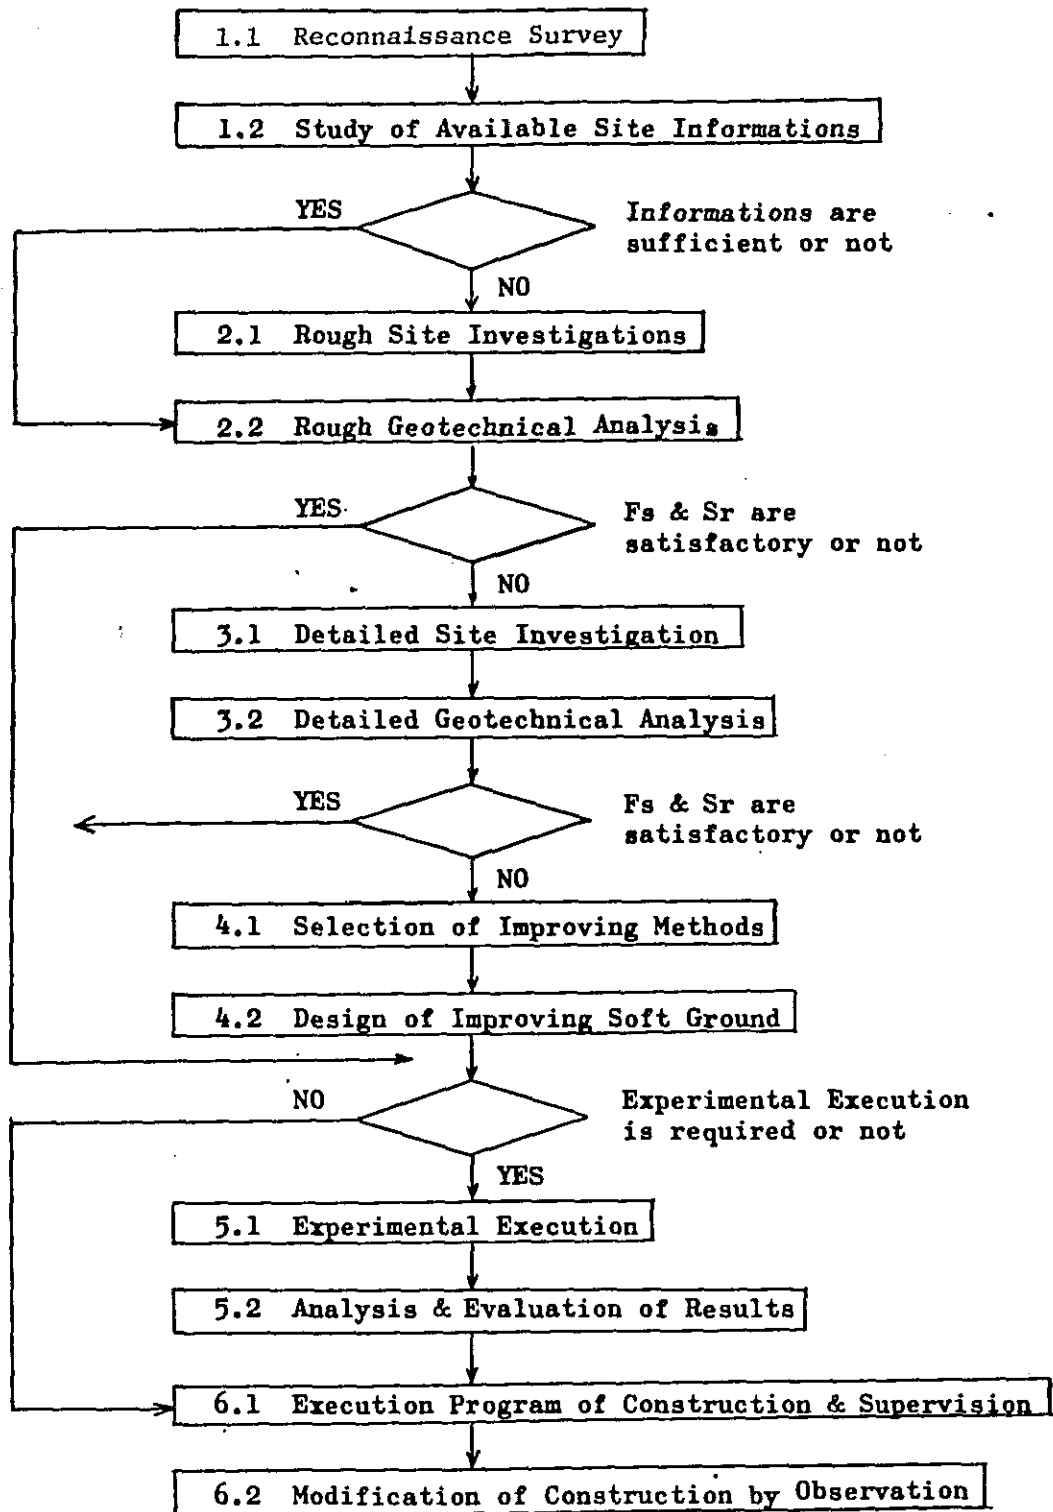 1.1 Reconnaissance Survey
1.2 Study of Available Site Informations
YES
Informations are
sufficient or not
NO
2.1 Rough Site Investigations
2.2 Rough Geotechnical Analysis
YES
Fs & Sr are
satisfactory or not
NO
3.1 Detailed Site Investigation
3.2 Detailed Geotechnical Analysis
YES
Fs & Sr are
satisfactory or not
NO
4.1 Selection of Improving Methods
4.2 Design of Improving Soft Ground
NO
Experimental Execution
is required or not
YES
5.1 Experimental Execution
5.2 Analysis & Evaluation of Results
6.1 Execution Program of Construction & Supervision
6.2 Modification of Construction by Observation